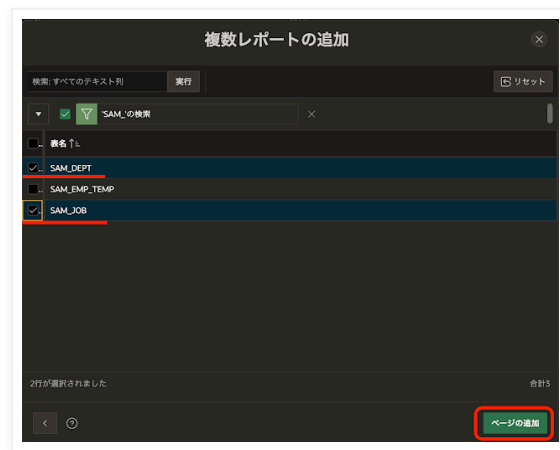 複数レポートの追加
検索: すべてのテキスト列 実行 リセット
'SAM_'の検索
表名
SAM_DEPT
SAM_EMP_TEMP
SAM_JOB
2行が選択されました 合計3
ページの追加